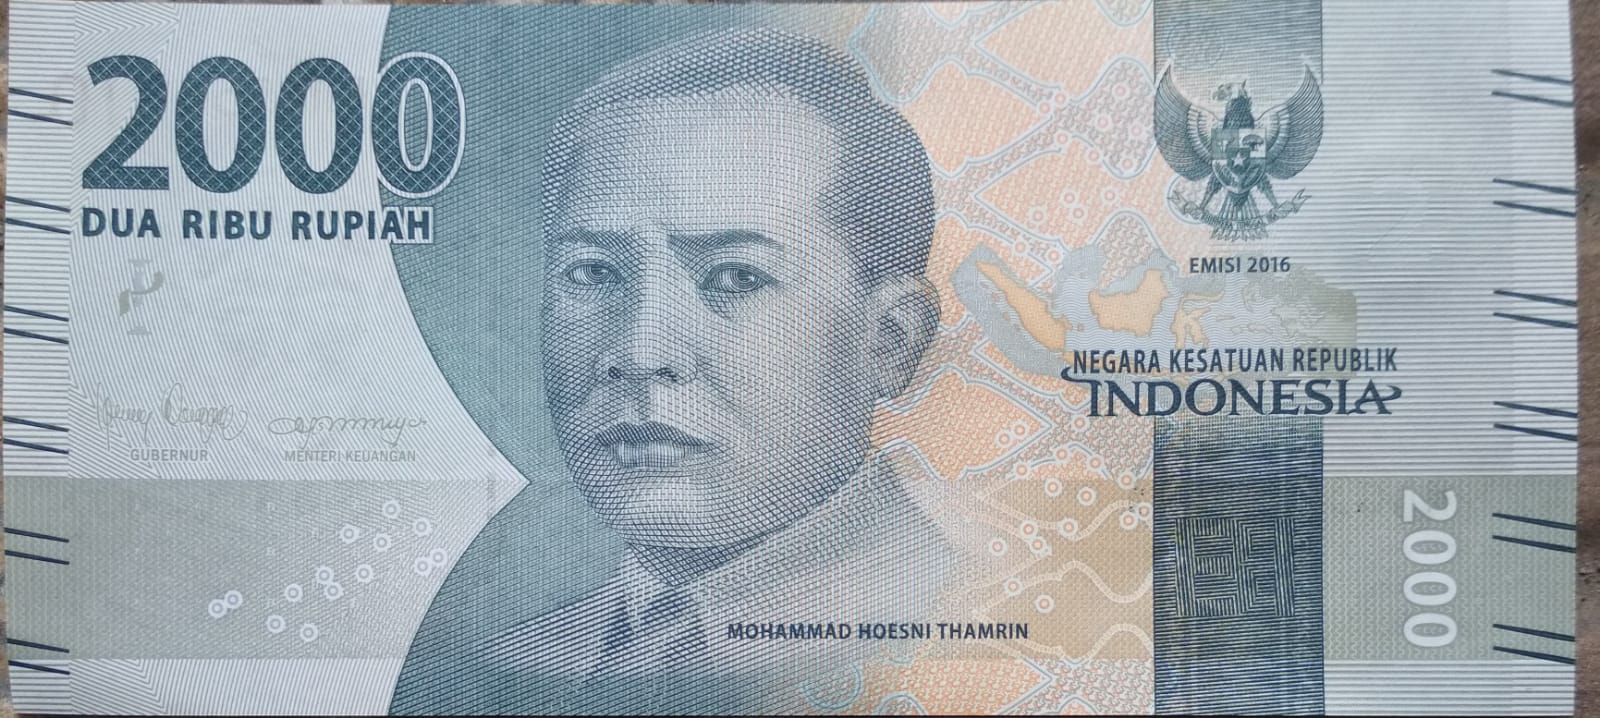 2000
DUA RIBU RUPIAH
EMISI 2016
NEGARA KESATUAN REPUBLIK
INDONESIA
GUBERNUR
MENTERI KEUANGAN
MOHAMMAD HOESNI THAMRIN
2000